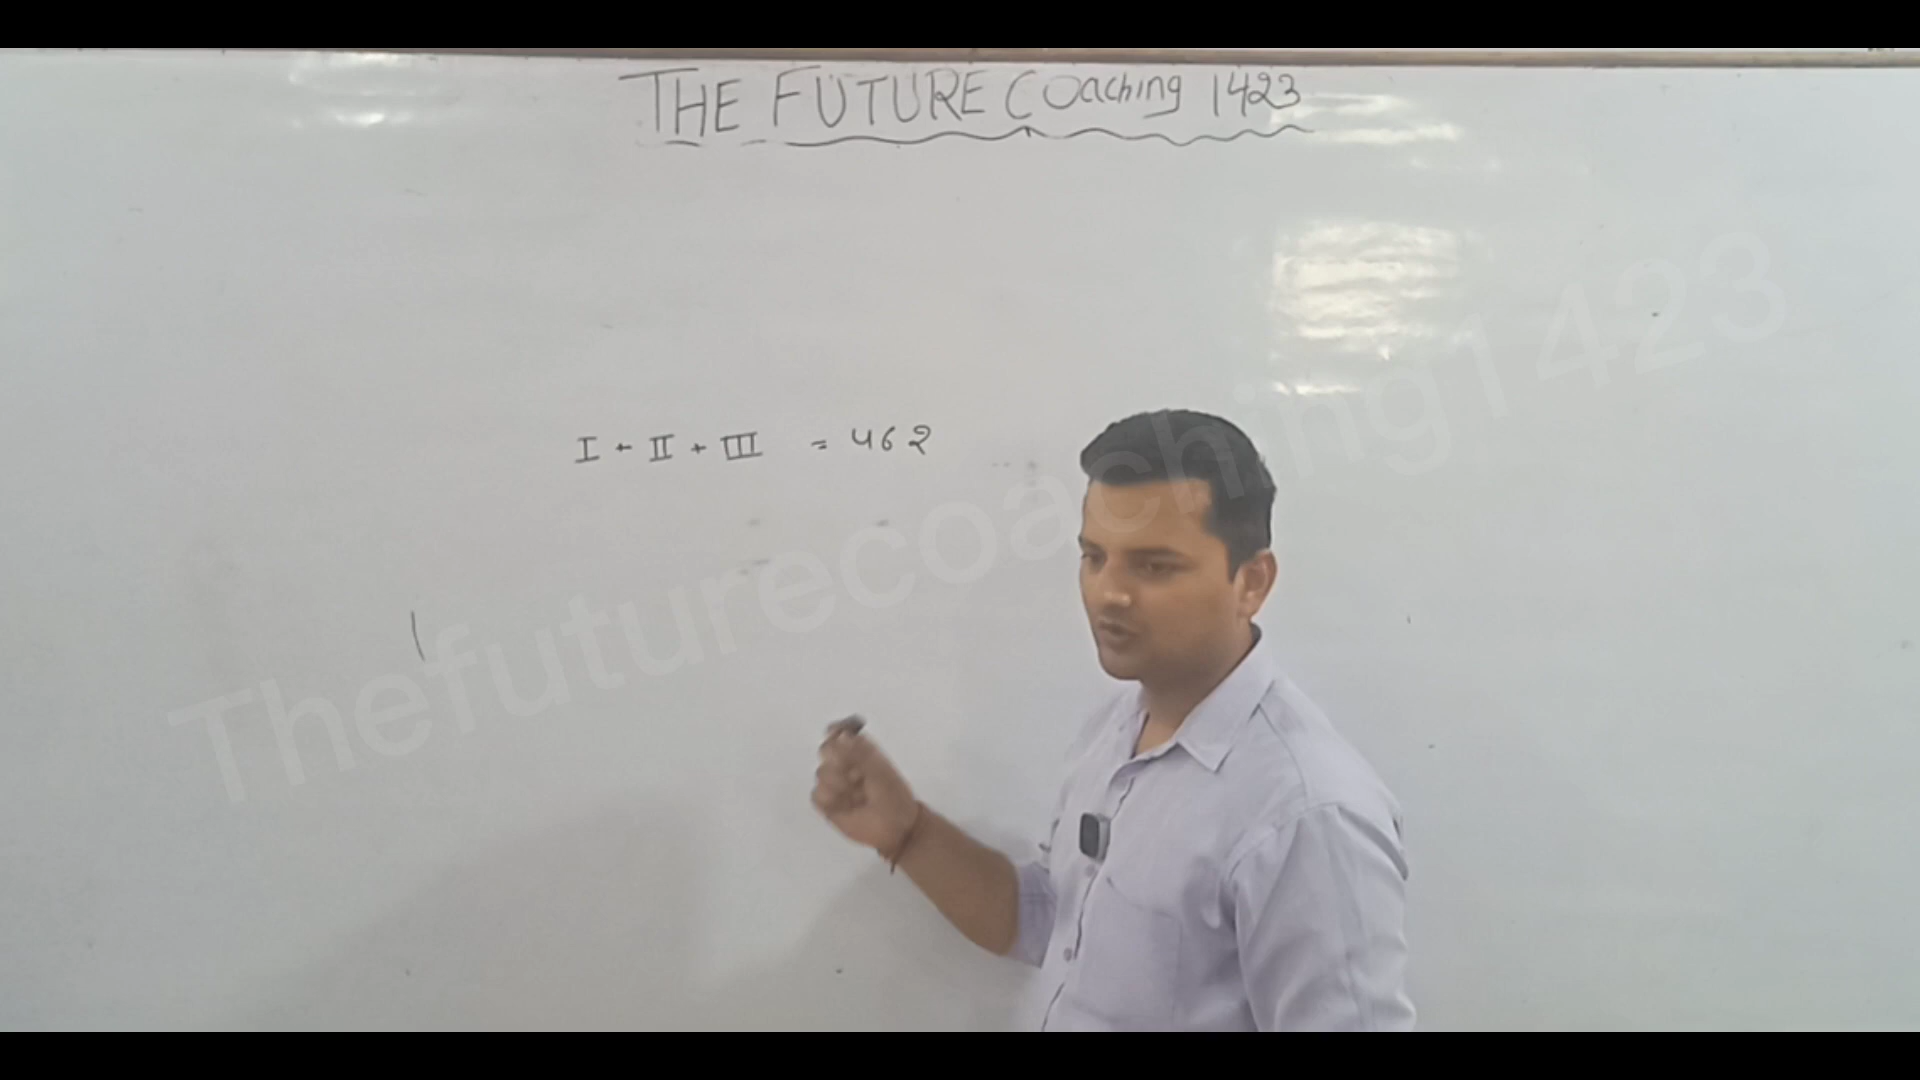 THE FUTURE Coaching 1423
I + II + III = 462
Thefuturecoaching1423